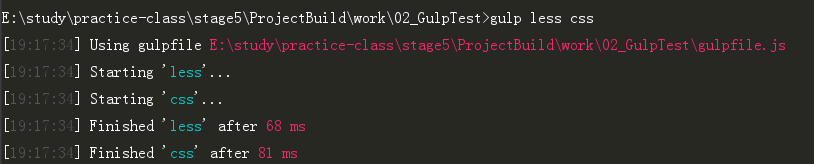 E:\study\practice-class\stage5\ProjectBuild\work\02_GulpTest>gulp less css
[19:17:34] Using gulpfile E:\study\practice-class\stage5\ProjectBuild\work\02_GulpTest\gulpfile.js
[19:17:34] Starting 'less'...
[19:17:34] Starting 'css'...
[19:17:34] Finished 'less' after 68 ms
[19:17:34] Finished 'css' after 81 ms